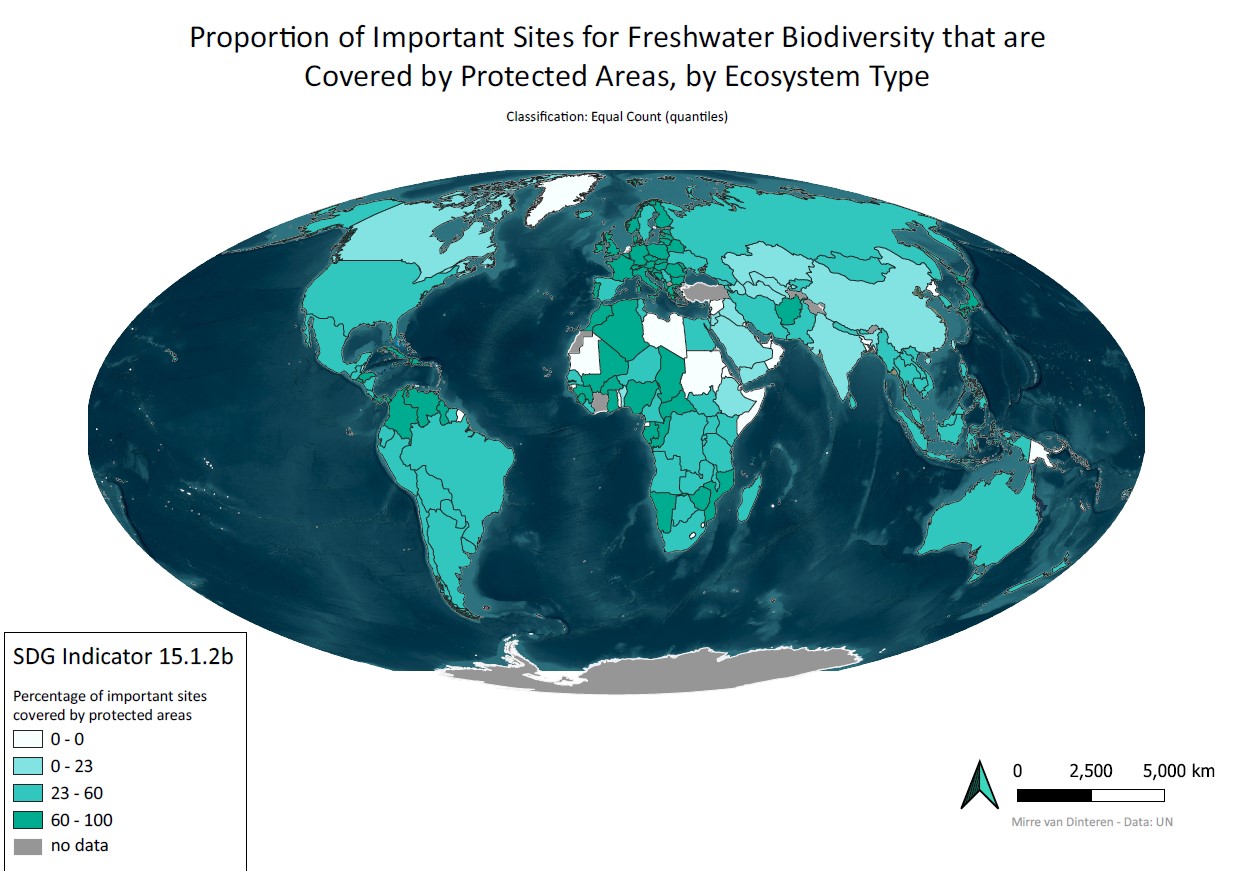 Proportion of Important Sites for Freshwater Biodiversity that are
Covered by Protected Areas, by Ecosystem Type
Classification: Equal Count (quantiles)
SDG Indicator 15.1.2b
Percentage of important sites
covered by protected areas
0 - 0
0 - 23
23 - 60
60 - 100
no data
0 2,500 5,000 km
Mirre van Dinteren - Data: UN